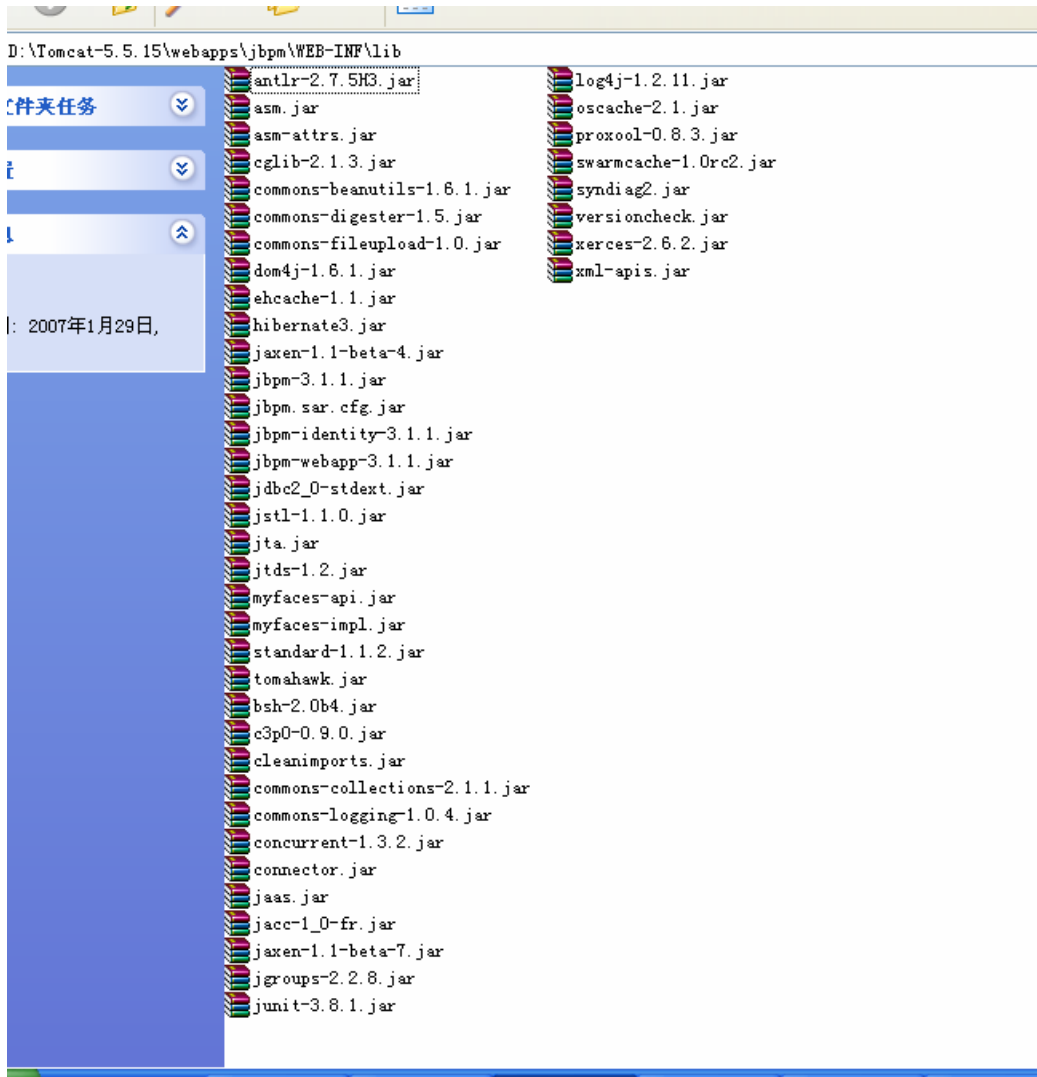 D:\Tomcat-5.5.15\webapps\jbpm\WEB-INF\lib
件夹任务
: 2007年1月29日,
antlr-2.7.5H3.jar
asm.jar
asm-attrs.jar
cglib-2.1.3.jar
commons-beanutils-1.6.1.jar
commons-digester-1.5.jar
commons-fileupload-1.0.jar
dom4j-1.6.1.jar
ehcache-1.1.jar
hibernate3.jar
jaxen-1.1-beta-4.jar
jbpm-3.1.1.jar
jbpm.sar.cfg.jar
jbpm-identity-3.1.1.jar
jbpm-webapp-3.1.1.jar
jdbc2_0-stdext.jar
jstl-1.1.0.jar
jta.jar
jtds-1.2.jar
myfaces-api.jar
myfaces-impl.jar
standard-1.1.2.jar
tomahawk.jar
bsh-2.0b4.jar
c3p0-0.9.0.jar
cleanimports.jar
commons-collections-2.1.1.jar
commons-logging-1.0.4.jar
concurrent-1.3.2.jar
connector.jar
jaas.jar
jacc-1_0-fr.jar
jaxen-1.1-beta-7.jar
jgroups-2.2.8.jar
junit-3.8.1.jar
log4j-1.2.11.jar
oscache-2.1.jar
proxool-0.8.3.jar
swarmcache-1.0rc2.jar
syndiag2.jar
versioncheck.jar
xerces-2.6.2.jar
xml-apis.jar